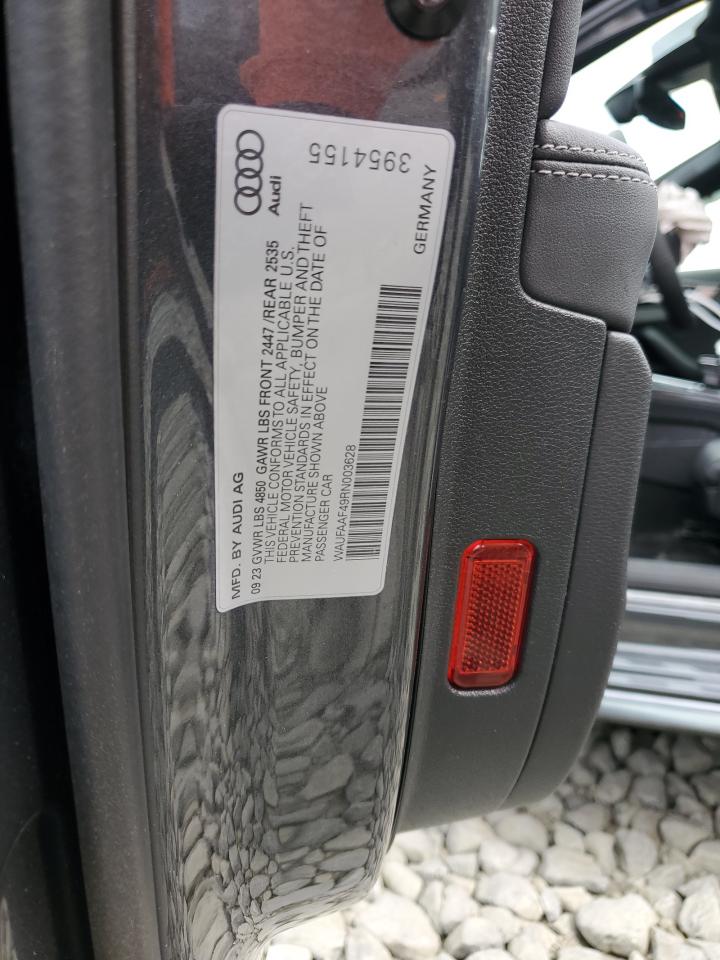 MFD. BY AUDI AG
Audi
09 23 GVWR LBS 4850 GAWR LBS FRONT 2447 /REAR 2535
THIS VEHICLE CONFORMS TO ALL APPLICABLE U.S.
FEDERAL MOTOR VEHICLE SAFETY, BUMPER AND THEFT
PREVENTION STANDARDS IN EFFECT ON THE DATE OF
MANUFACTURE SHOWN ABOVE
PASSENGER CAR
WAUFAAF49RN003628
3954155
GERMANY